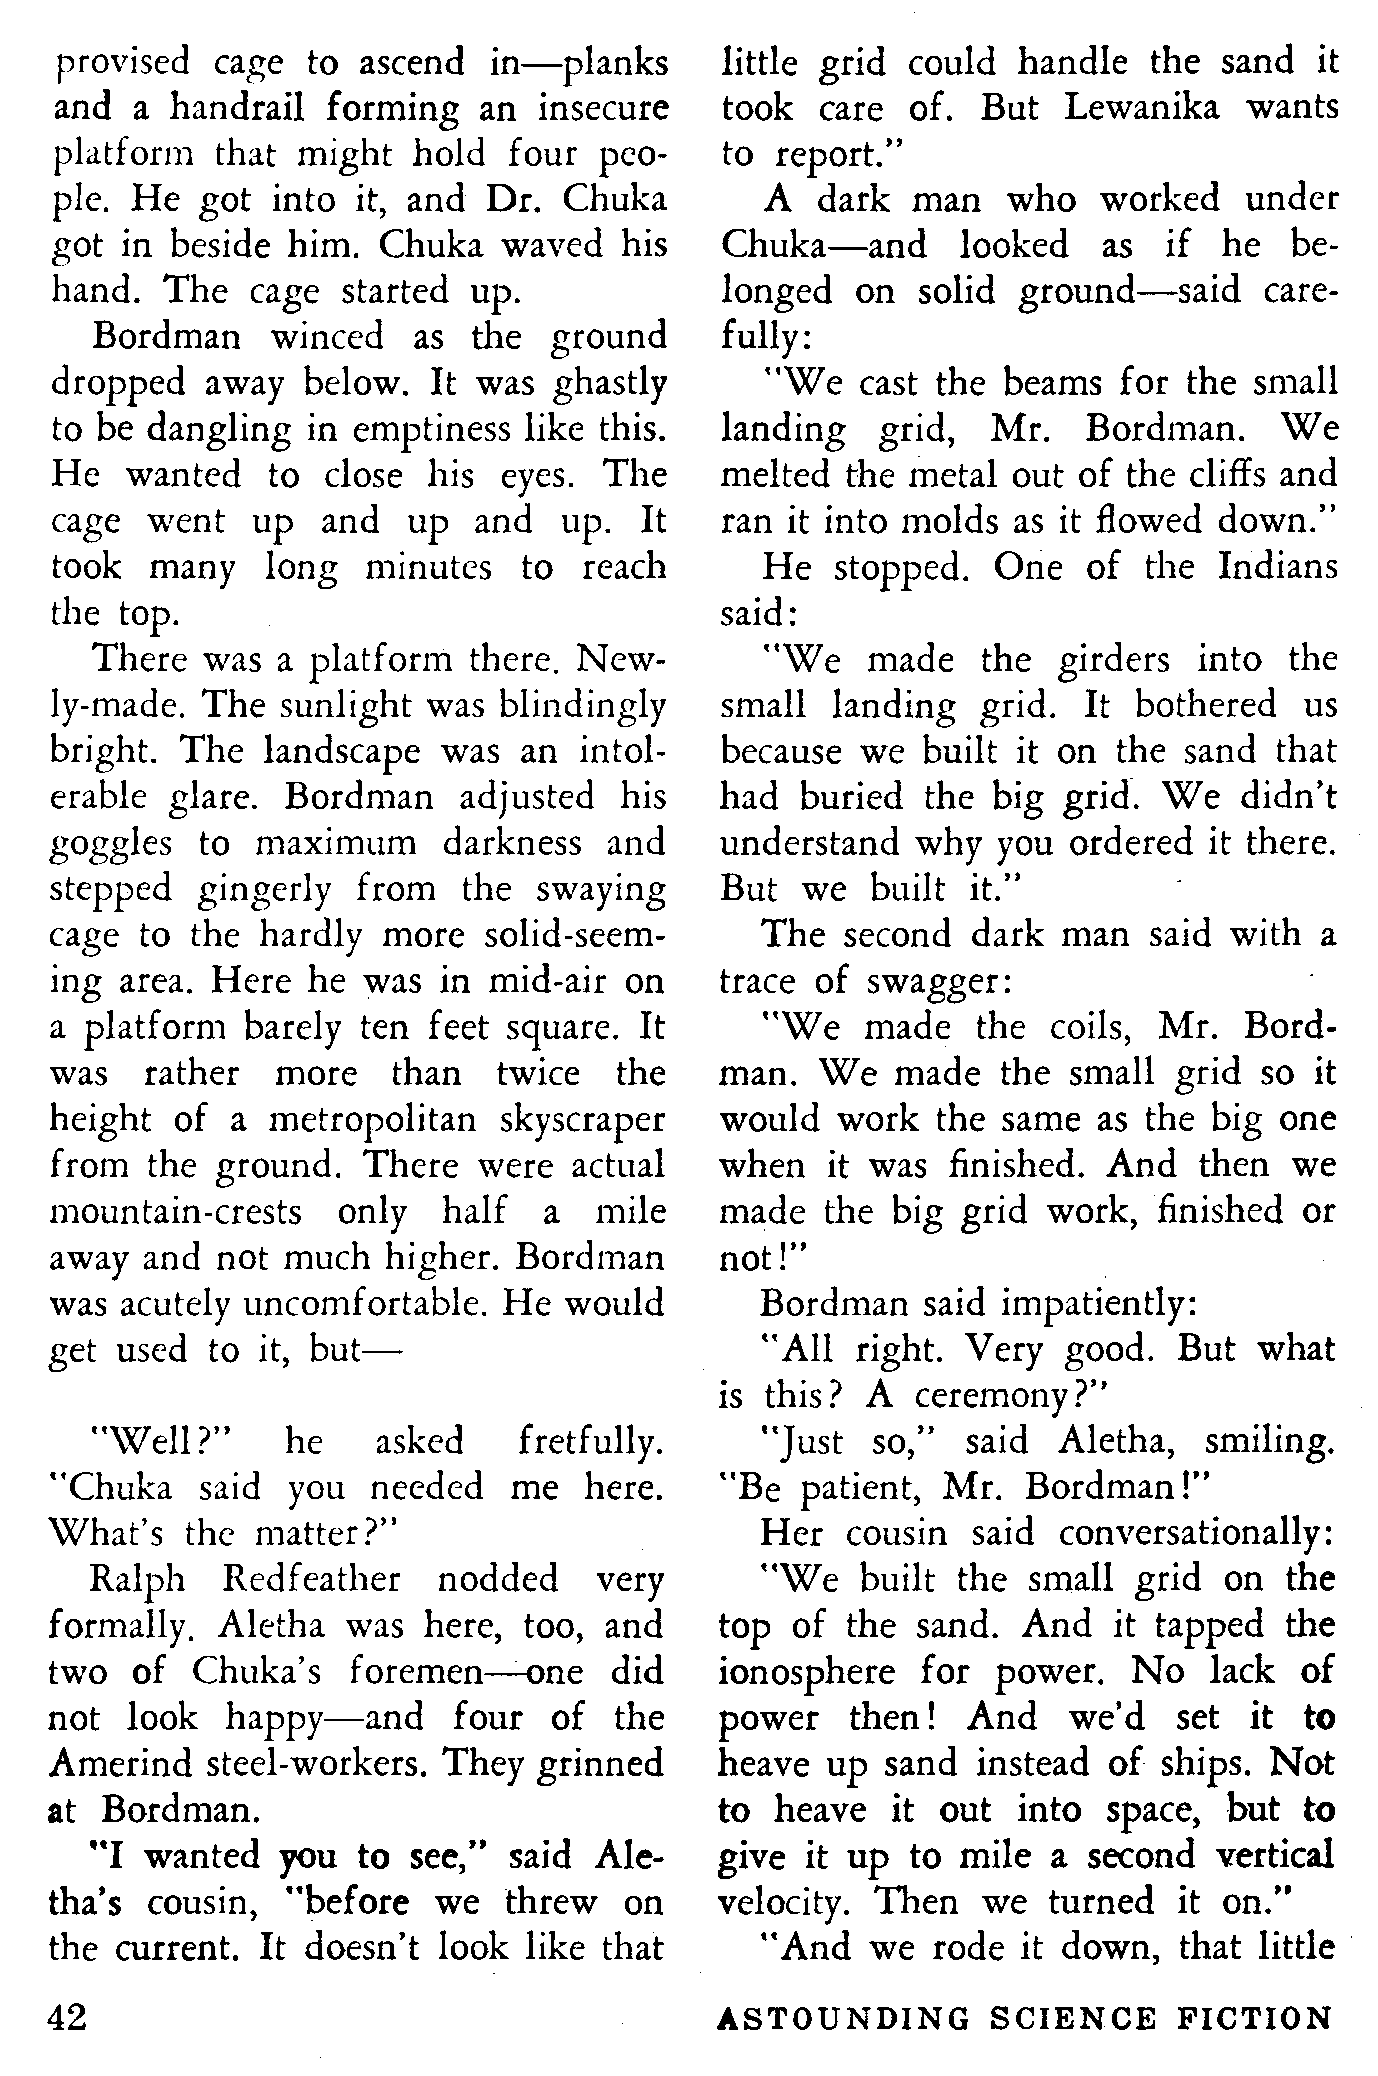 provised cage to ascend in—planks
and a handrail forming an insecure
platform that might hold four peo-
ple. He got into it, and Dr. Chuka
got in beside him. Chuka waved his
hand. The cage started up.
Bordman winced as the ground
dropped away below. It was ghastly
to be dangling in emptiness like this.
He wanted to close his eyes. The
cage went up and up and up. It
took many long minutes to reach
the top.
There was a platform there. New-
ly-made. The sunlight was blindingly
bright. The landscape was an intol-
erable glare. Bordman adjusted his
goggles to maximum darkness and
stepped gingerly from the swaying
cage to the hardly more solid-seem-
ing area. Here he was in mid-air on
a platform barely ten feet square. It
was rather more than twice the
height of a metropolitan skyscraper
from the ground. There were actual
mountain-crests only half a mile
away and not much higher. Bordman
was acutely uncomfortable. He would
get used to it, but—
"Well?" he asked fretfully.
"Chuka said you needed me here.
What's the matter?"
Ralph Redfeather nodded very
formally. Aletha was here, too, and
two of Chuka's foremen—one did
not look happy—and four of the
Amerind steel-workers. They grinned
at Bordman.
"I wanted you to see," said Ale-
tha's cousin, "before we threw on
the current. It doesn't look like that
little grid could handle the sand it
took care of. But Lewanika wants
to report."
A dark man who worked under
Chuka—and looked as if he be-
longed on solid ground—said care-
fully:
"We cast the beams for the small
landing grid, Mr. Bordman. We
melted the metal out of the cliffs and
ran it into molds as it flowed down."
He stopped. One of the Indians
said:
"We made the girders into the
small landing grid. It bothered us
because we built it on the sand that
had buried the big grid. We didn't
understand why you ordered it there.
But we built it."
The second dark man said with a
trace of swagger:
"We made the coils, Mr. Bord-
man. We made the small grid so it
would work the same as the big one
when it was finished. And then we
made the big grid work, finished or
not!"
Bordman said impatiently:
"All right. Very good. But what
is this? A ceremony?"
"Just so," said Aletha, smiling.
"Be patient, Mr. Bordman!"
Her cousin said conversationally:
"We built the small grid on the
top of the sand. And it tapped the
ionosphere for power. No lack of
power then! And we'd set it to
heave up sand instead of ships. Not
to heave it out into space, but to
give it up to mile a second vertical
velocity. Then we turned it on."
"And we rode it down, that little
42
ASTOUNDING SCIENCE FICTION